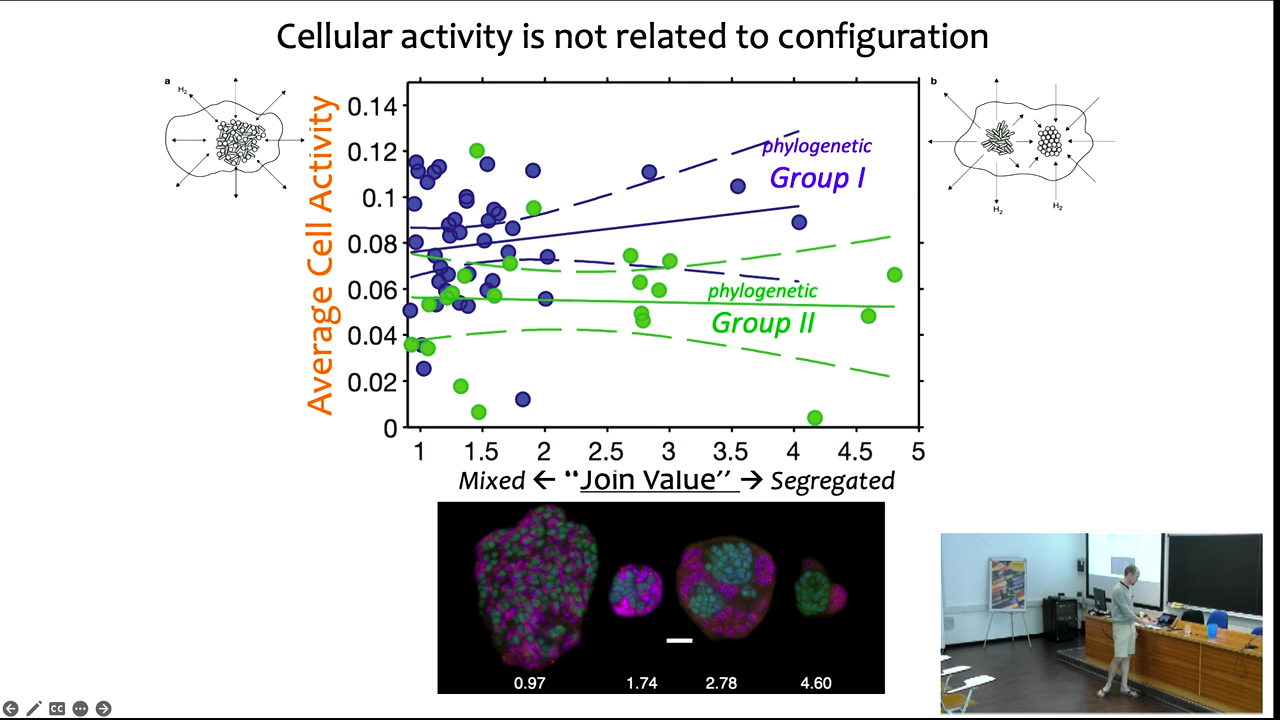 Cellular activity is not related to configuration
a
H₂
b
H₂
H₂
Average Cell Activity
0.14
0.12
0.1
0.08
0.06
0.04
0.02
0
phylogenetic
Group I
phylogenetic
Group II
1 1.5 2 2.5 3 3.5 4 4.5 5
Mixed ← “Join Value” → Segregated
0.97 1.74 2.78 4.60
CC